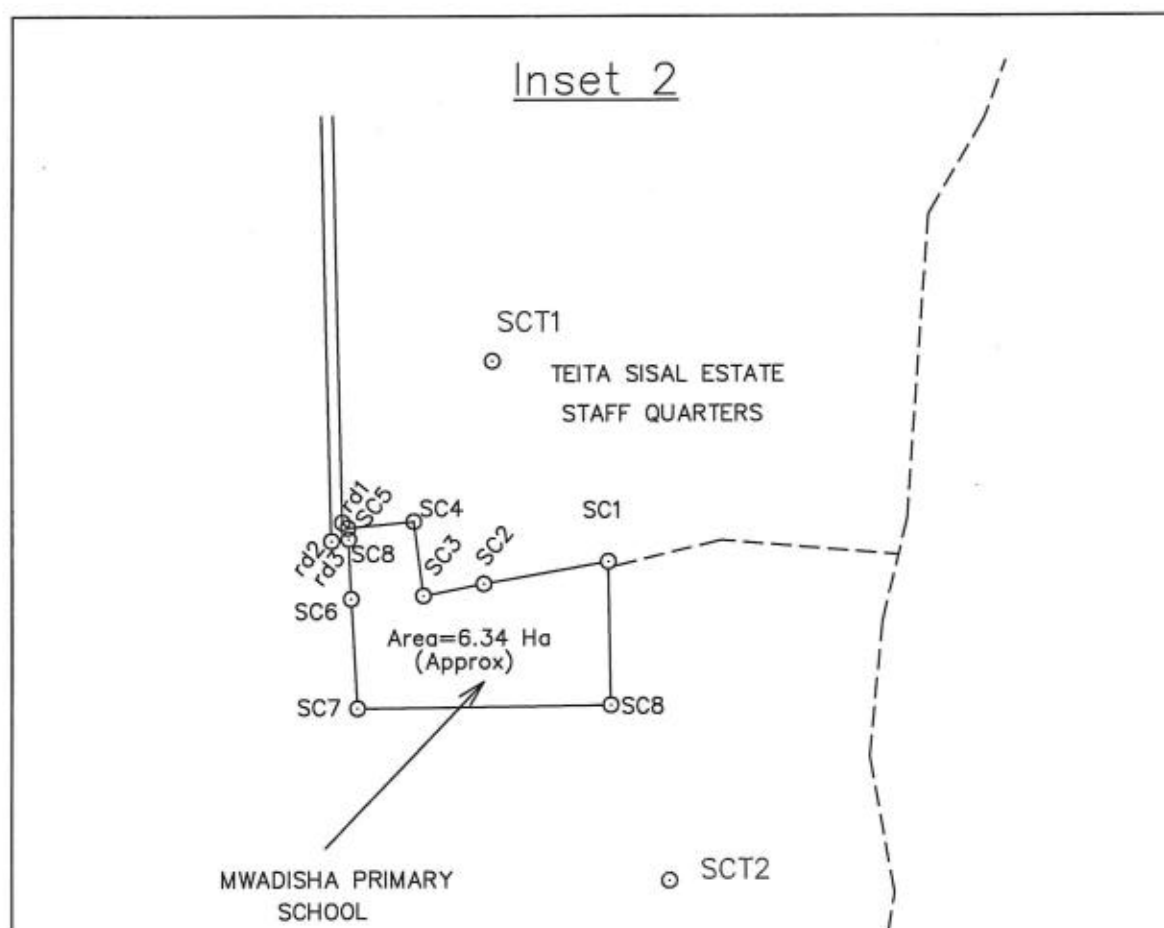 Inset 2
SCT1
TEITA SISAL ESTATE
STAFF QUARTERS
rd1
SC5
SC4
SC1
rd2
rd3
SC8
SC3
SC2
SC6
Area=6.34 Ha
(Approx)
SC7
SC8
MWADISHA PRIMARY
SCHOOL
SCT2